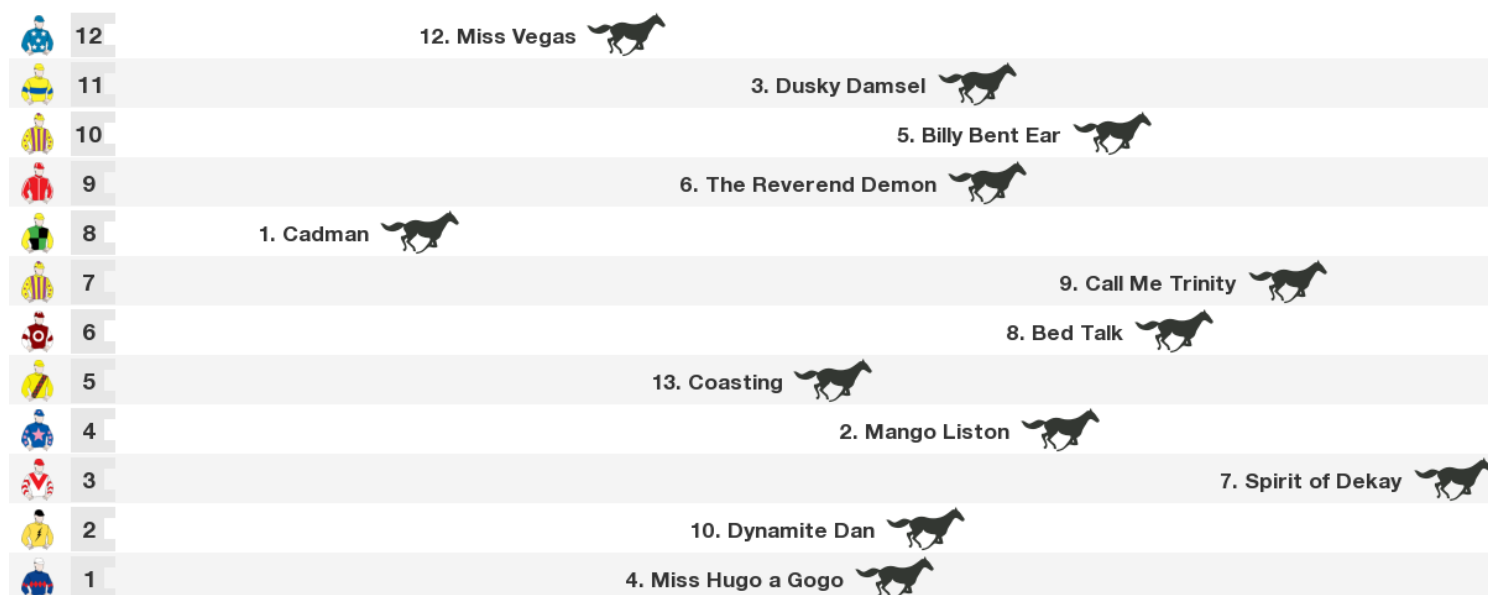 12 12. Miss Vegas
11 3. Dusky Damsel
10 5. Billy Bent Ear
9 6. The Reverend Demon
8 1. Cadman
7 9. Call Me Trinity
6 8. Bed Talk
5 13. Coasting
4 2. Mango Liston
3 7. Spirit of Dekay
2 10. Dynamite Dan
1 4. Miss Hugo a Gogo